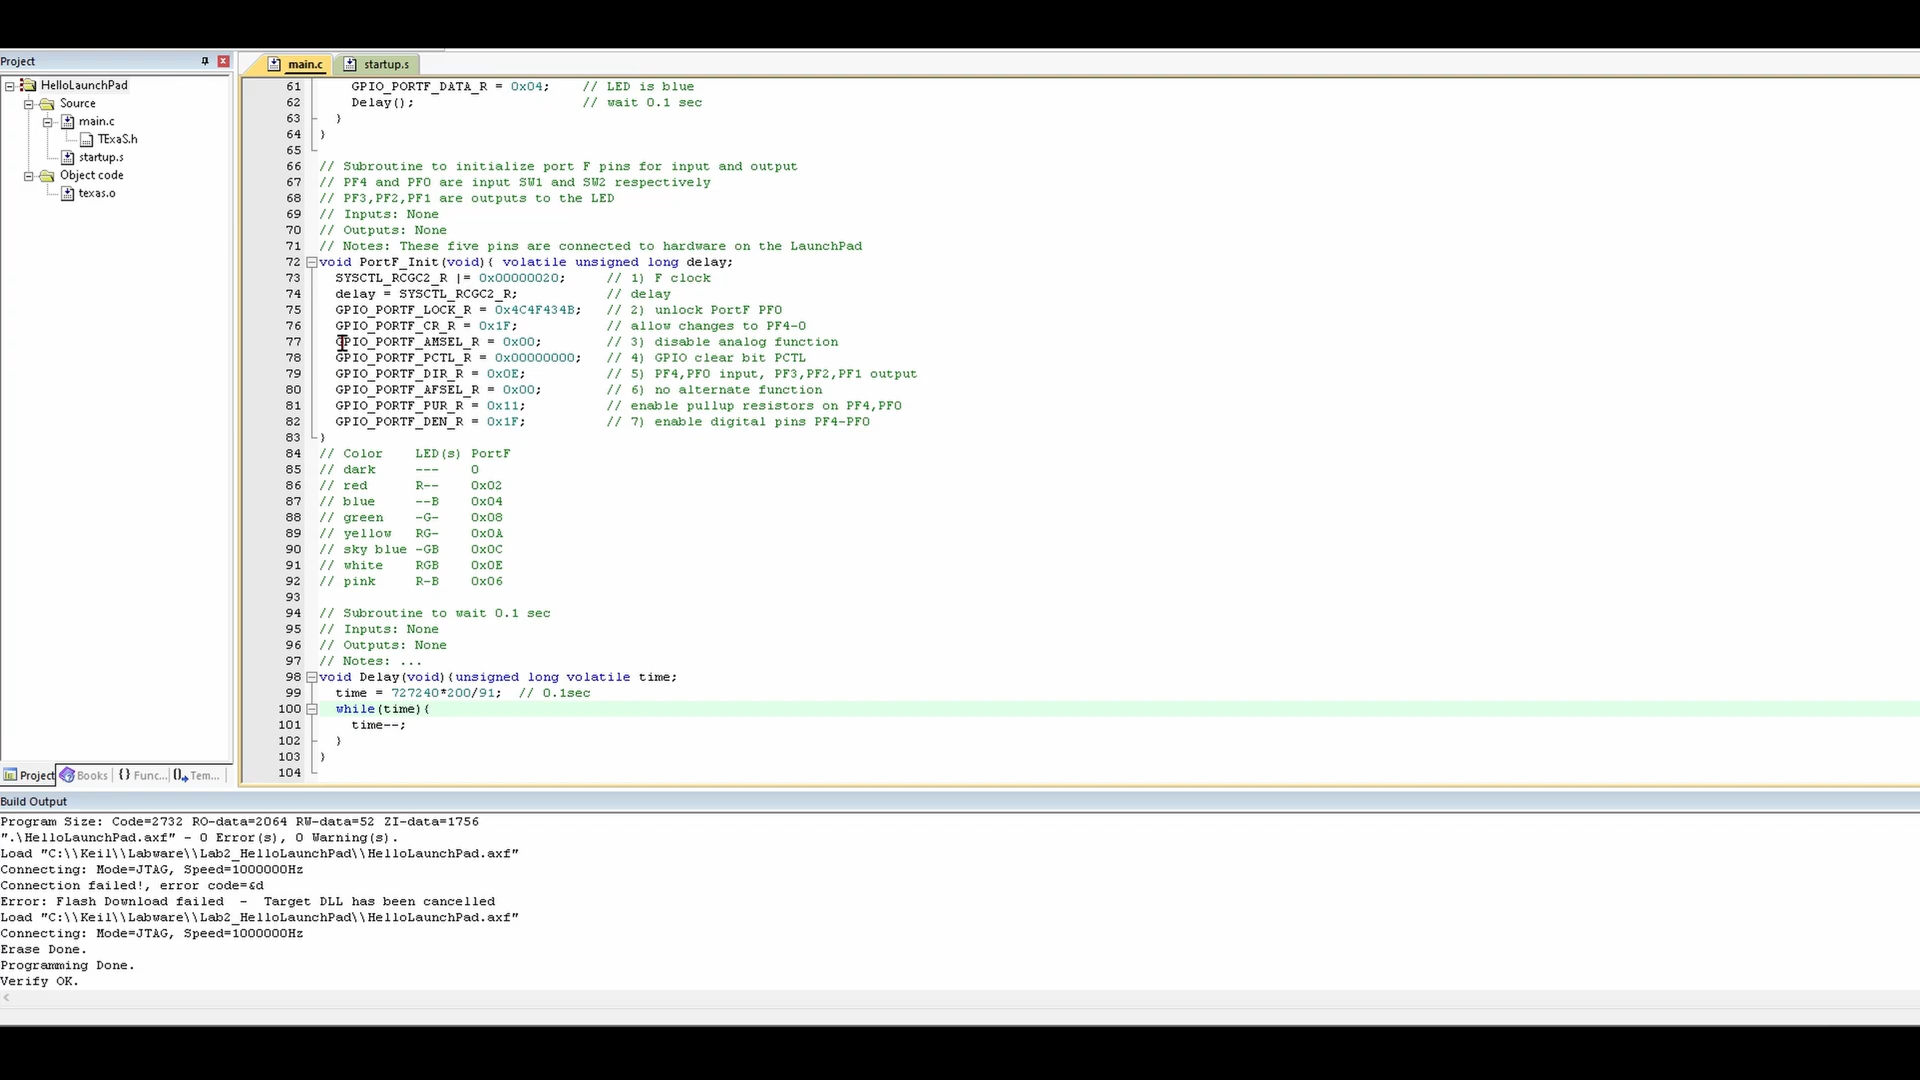 Project
HelloLaunchPad
Source
main.c
TExaS.h
startup.s
Object code
texas.o
Project
Books
{} Func...
Tem...
main.c
startup.s
61 GPIO_PORTF_DATA_R = 0x04; // LED is blue
62 Delay(); // wait 0.1 sec
63 }
64 }
65
66 // Subroutine to initialize port F pins for input and output
67 // PF4 and PF0 are input SW1 and SW2 respectively
68 // PF3,PF2,PF1 are outputs to the LED
69 // Inputs: None
70 // Outputs: None
71 // Notes: These five pins are connected to hardware on the LaunchPad
72 void PortF_Init(void){ volatile unsigned long delay;
73 SYSCTL_RCGC2_R |= 0x00000020; // 1) F clock
74 delay = SYSCTL_RCGC2_R; // delay
75 GPIO_PORTF_LOCK_R = 0x4C4F434B; // 2) unlock PortF PF0
76 GPIO_PORTF_CR_R = 0x1F; // allow changes to PF4-0
77 GPIO_PORTF_AMSEL_R = 0x00; // 3) disable analog function
78 GPIO_PORTF_PCTL_R = 0x00000000; // 4) GPIO clear bit PCTL
79 GPIO_PORTF_DIR_R = 0x0E; // 5) PF4,PF0 input, PF3,PF2,PF1 output
80 GPIO_PORTF_AFSEL_R = 0x00; // 6) no alternate function
81 GPIO_PORTF_PUR_R = 0x11; // enable pullup resistors on PF4,PF0
82 GPIO_PORTF_DEN_R = 0x1F; // 7) enable digital pins PF4-PF0
83 }
84 // Color LED(s) PortF
85 // dark --- 0
86 // red R-- 0x02
87 // blue --B 0x04
88 // green -G- 0x08
89 // yellow RG- 0x0A
90 // sky blue -GB 0x0C
91 // white RGB 0x0E
92 // pink R-B 0x06
93
94 // Subroutine to wait 0.1 sec
95 // Inputs: None
96 // Outputs: None
97 // Notes: ...
98 void Delay(void){unsigned long volatile time;
99 time = 727240*200/91; // 0.1sec
100 while(time){
101 time--;
102 }
103 }
104
Build Output
Program Size: Code=2732 RO-data=2064 RW-data=52 ZI-data=1756
".\HelloLaunchPad.axf" - 0 Error(s), 0 Warning(s).
Load "C:\\Keil\\Labware\\Lab2_HelloLaunchPad\\HelloLaunchPad.axf"
Connecting: Mode=JTAG, Speed=1000000Hz
Connection failed!, error code=&d
Error: Flash Download failed  -  Target DLL has been cancelled
Load "C:\\Keil\\Labware\\Lab2_HelloLaunchPad\\HelloLaunchPad.axf"
Connecting: Mode=JTAG, Speed=1000000Hz
Erase Done.
Programming Done.
Verify OK.